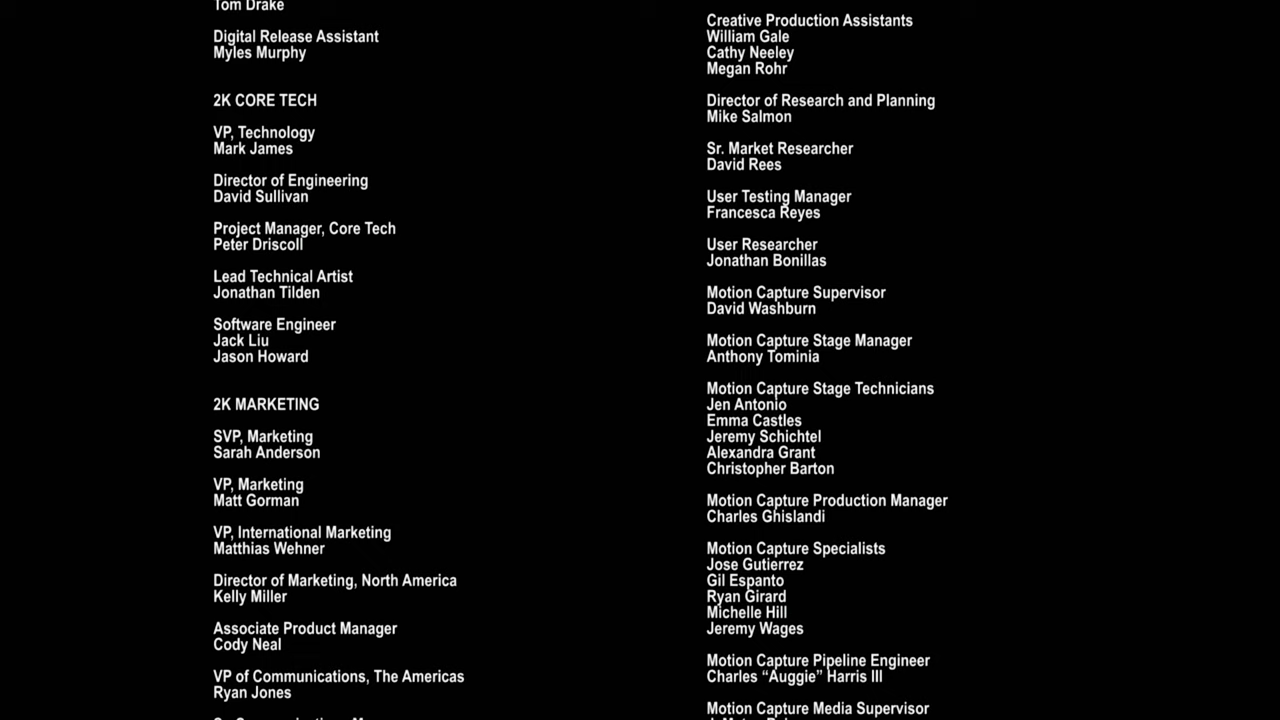 Tom Drake
Digital Release Assistant
Myles Murphy
2K CORE TECH
VP, Technology
Mark James
Director of Engineering
David Sullivan
Project Manager, Core Tech
Peter Driscoll
Lead Technical Artist
Jonathan Tilden
Software Engineer
Jack Liu
Jason Howard
2K MARKETING
SVP, Marketing
Sarah Anderson
VP, Marketing
Matt Gorman
VP, International Marketing
Matthias Wehner
Director of Marketing, North America
Kelly Miller
Associate Product Manager
Cody Neal
VP of Communications, The Americas
Ryan Jones
Creative Production Assistants
William Gale
Cathy Neeley
Megan Rohr
Director of Research and Planning
Mike Salmon
Sr. Market Researcher
David Rees
User Testing Manager
Francesca Reyes
User Researcher
Jonathan Bonillas
Motion Capture Supervisor
David Washburn
Motion Capture Stage Manager
Anthony Tominia
Motion Capture Stage Technicians
Jen Antonio
Emma Castles
Jeremy Schichtel
Alexandra Grant
Christopher Barton
Motion Capture Production Manager
Charles Ghislandi
Motion Capture Specialists
Jose Gutierrez
Gil Espanto
Ryan Girard
Michelle Hill
Jeremy Wages
Motion Capture Pipeline Engineer
Charles “Auggie” Harris III
Motion Capture Media Supervisor